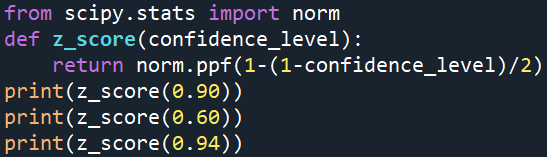 from scipy.stats import norm
def z_score(confidence_level):
    return norm.ppf(1-(1-confidence_level)/2)
print(z_score(0.90))
print(z_score(0.60))
print(z_score(0.94))